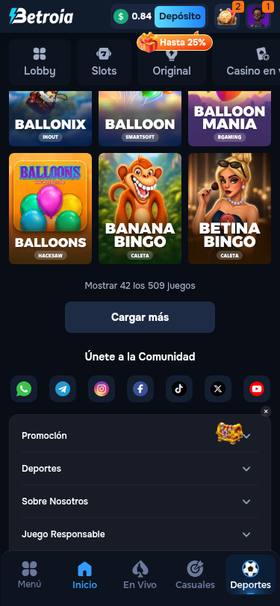 Betroia
0.84
Depósito
2
1
Hasta 25%
Lobby
Slots
Original
Casino en
BALLONIX
INOUT
BALLOON
SMARTSOFT
BALLOON
MANIA
BGAMING
BALLOONS
BALLOONS
HACKSAW
BANANA
BINGO
CALETA
BETINA
BINGO
CALETA
Mostrar 42 los 509 juegos
Cargar más
Únete a la Comunidad
Promoción
Deportes
Sobre Nosotros
Juego Responsable
Menú
Inicio
En Vivo
Casuales
Deportes